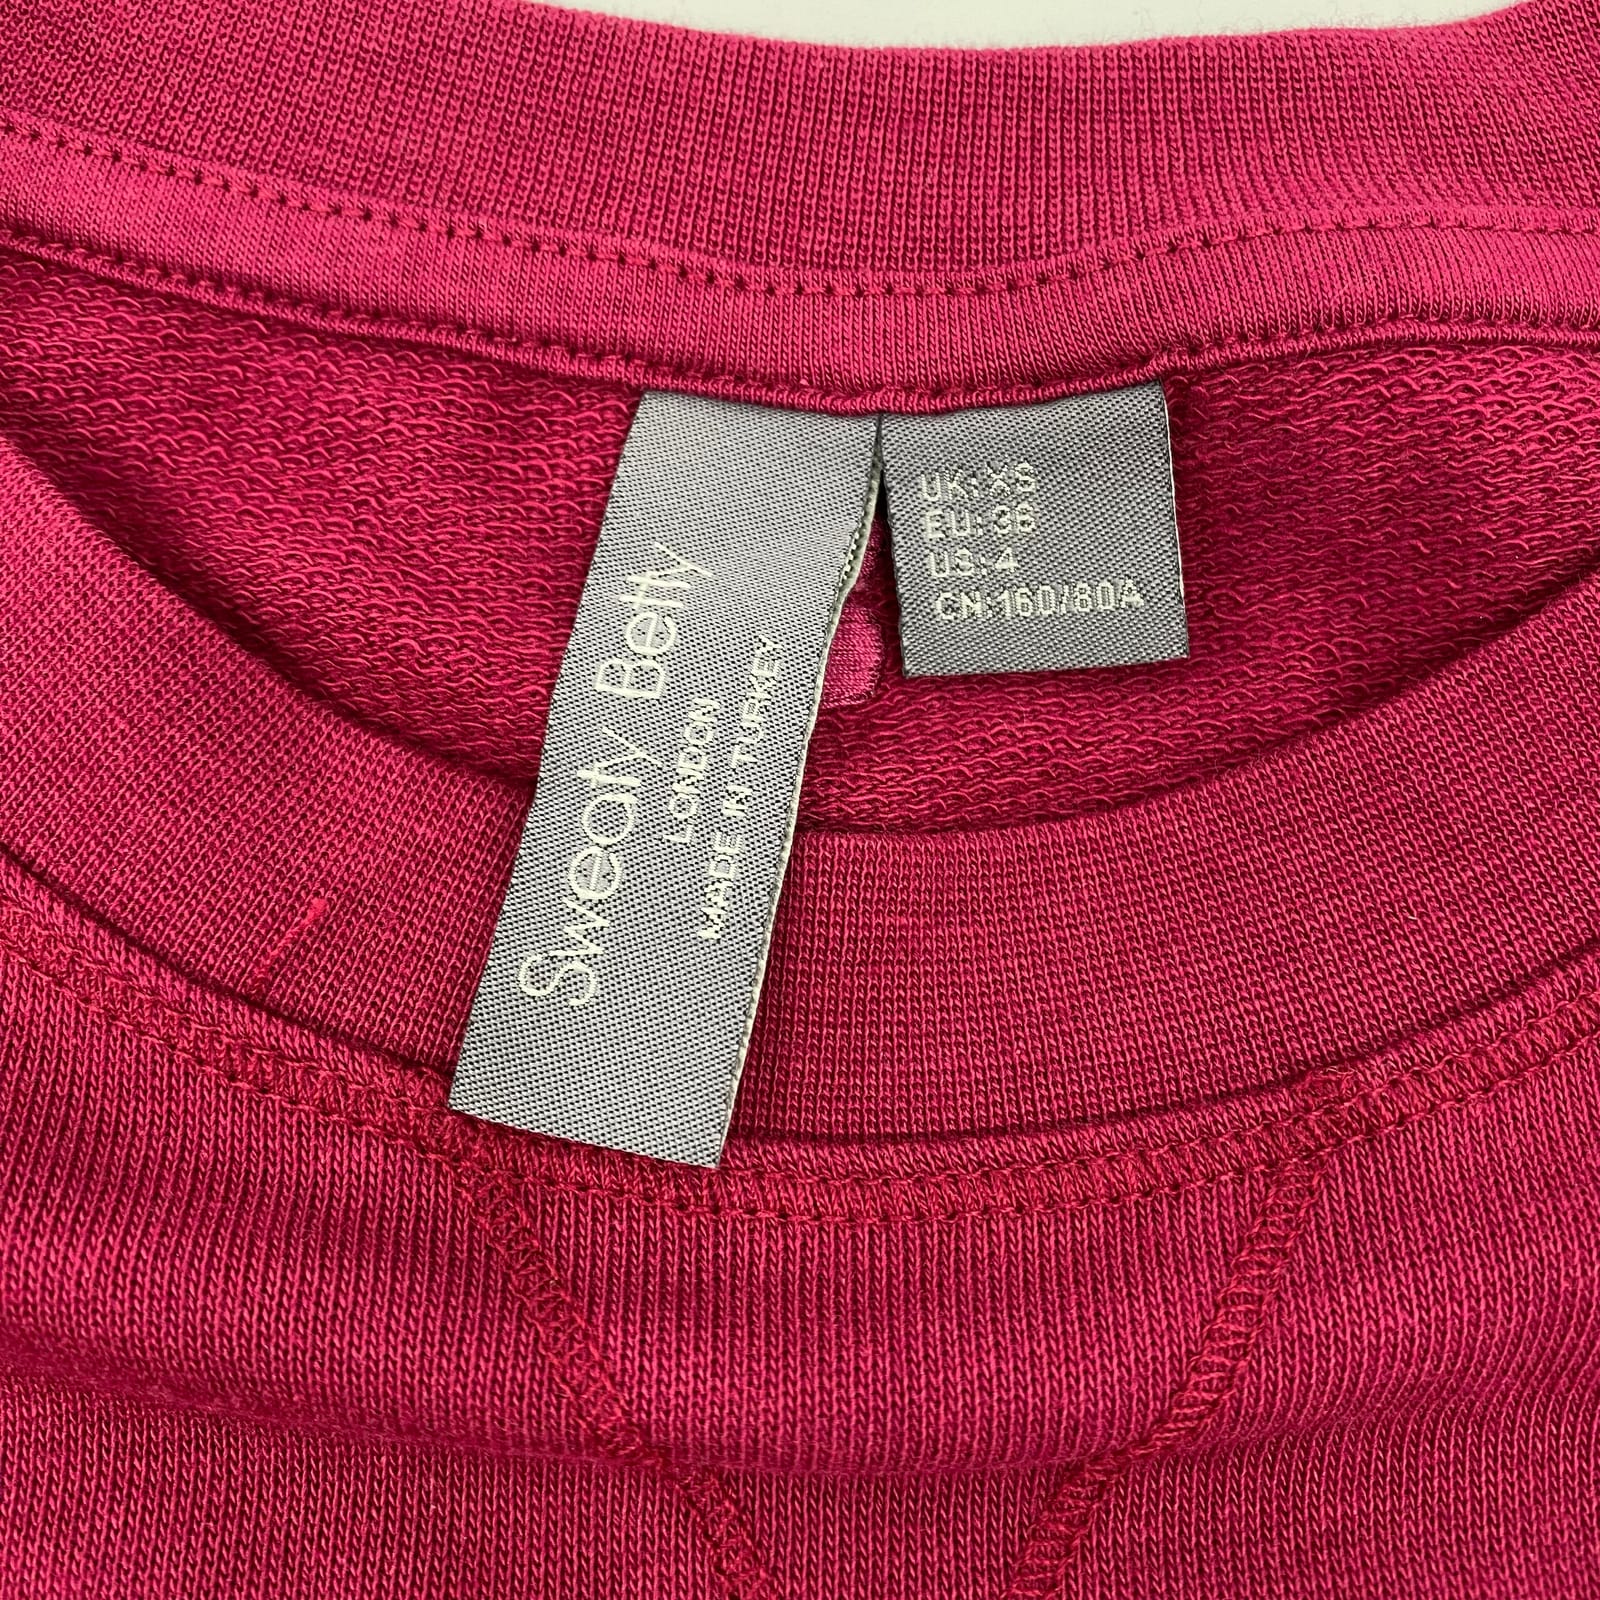 Sweaty Betty
LONDON
MADE IN TURKEY
UK: XS
EU: 36
US: 4
CN: 160/80A